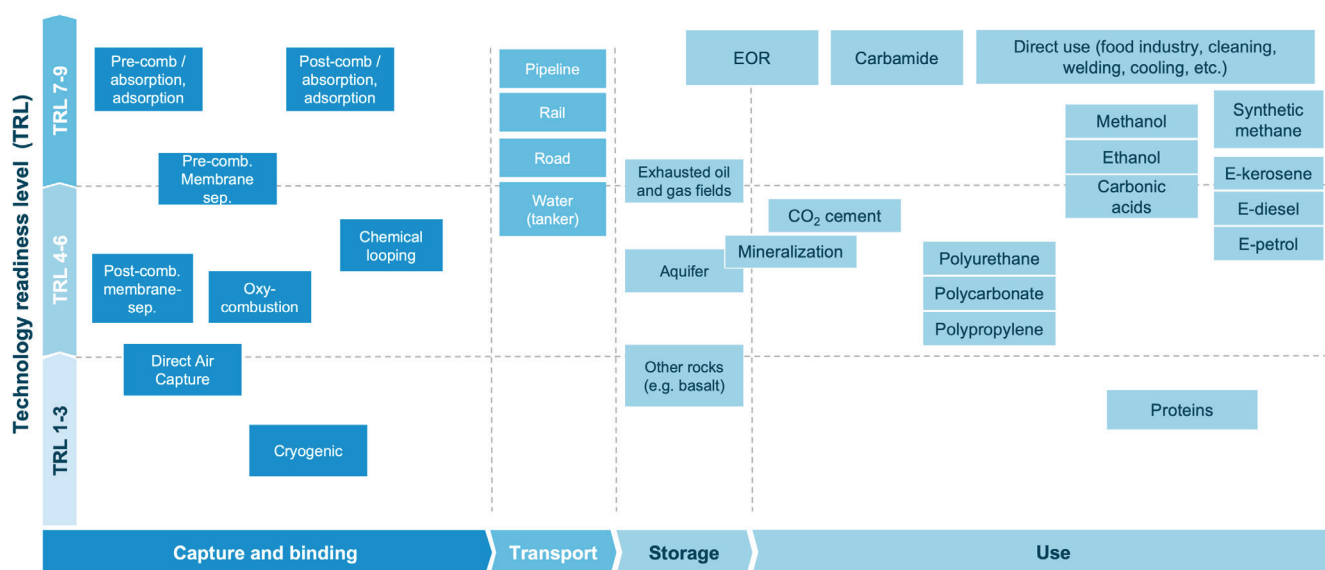 Technology readiness level (TRL)
TRL 7-9
TRL 4-6
TRL 1-3
Pre-comb /
absorption,
adsorption
Post-comb /
absorption,
adsorption
Pre-comb.
Membrane
sep.
Chemical
looping
Post-comb.
membrane-
sep.
Oxy-
combustion
Direct Air
Capture
Cryogenic
Pipeline
Rail
Road
Water
(tanker)
Exhausted oil
and gas fields
Aquifer
Other rocks
(e.g. basalt)
EOR
Carbamide
Direct use (food industry, cleaning,
welding, cooling, etc.)
Methanol
Ethanol
Carbonic
acids
Synthetic
methane
E-kerosene
E-diesel
E-petrol
CO₂ cement
Mineralization
Polyurethane
Polycarbonate
Polypropylene
Proteins
Capture and binding
Transport
Storage
Use